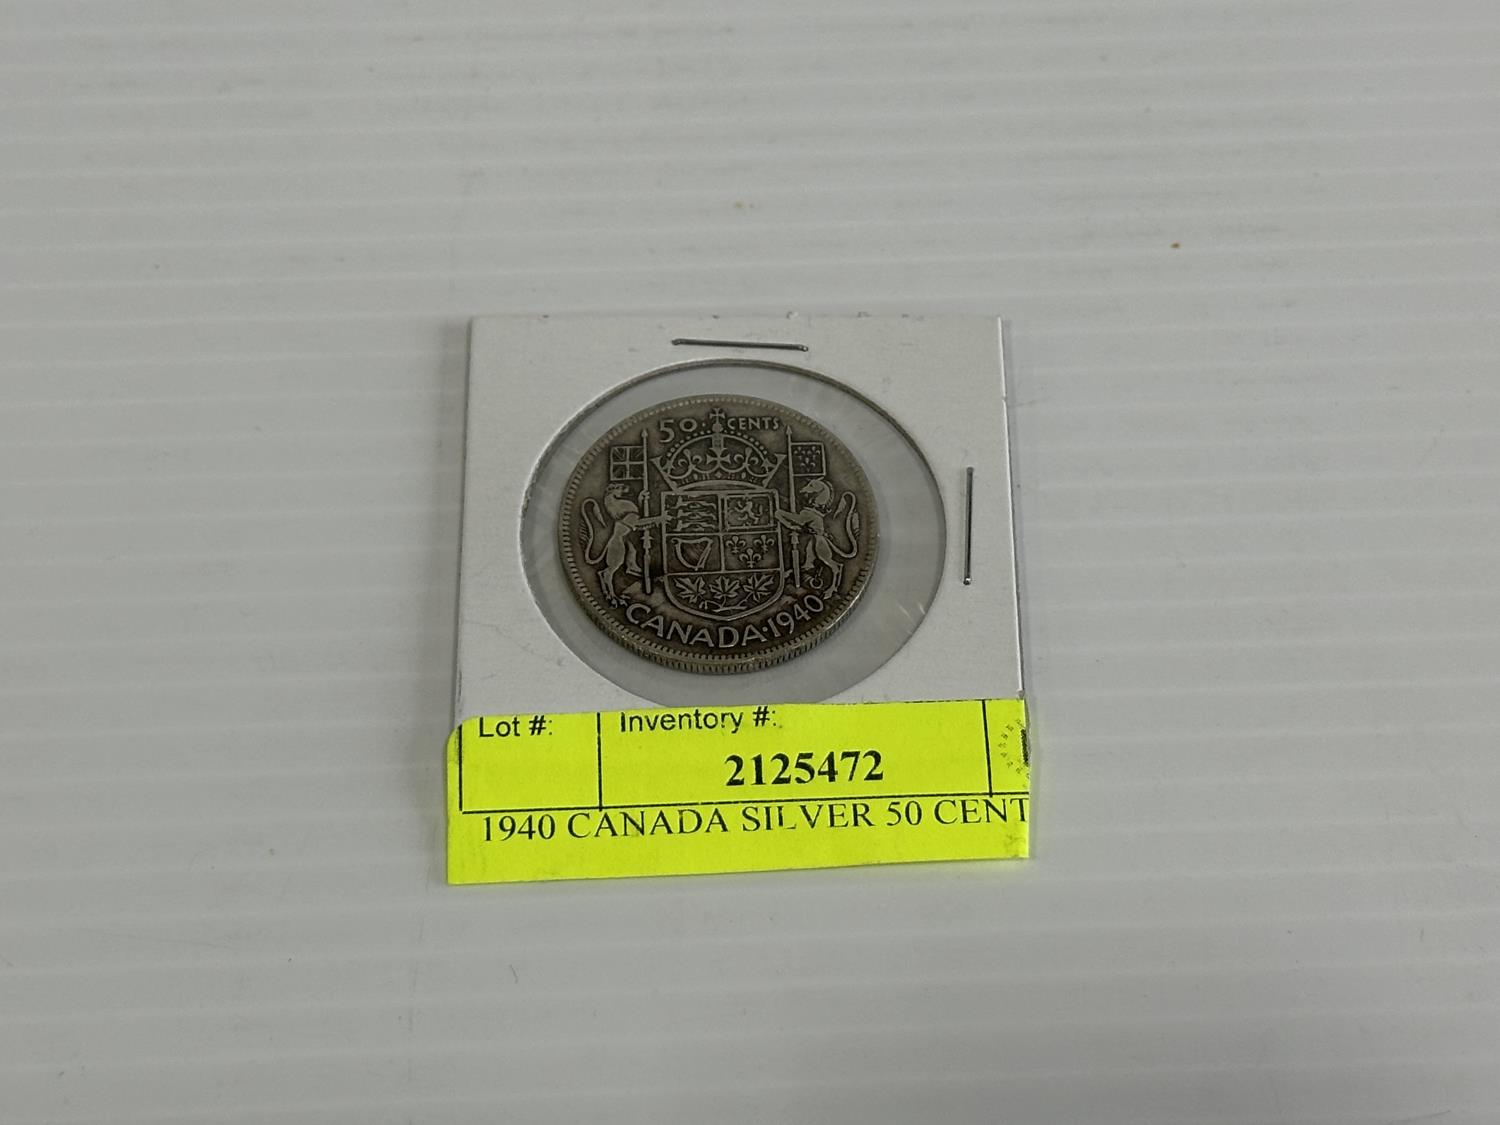 50 CENTS
CANADA·1940
Lot #: Inventory #:
2125472
1940 CANADA SILVER 50 CENT